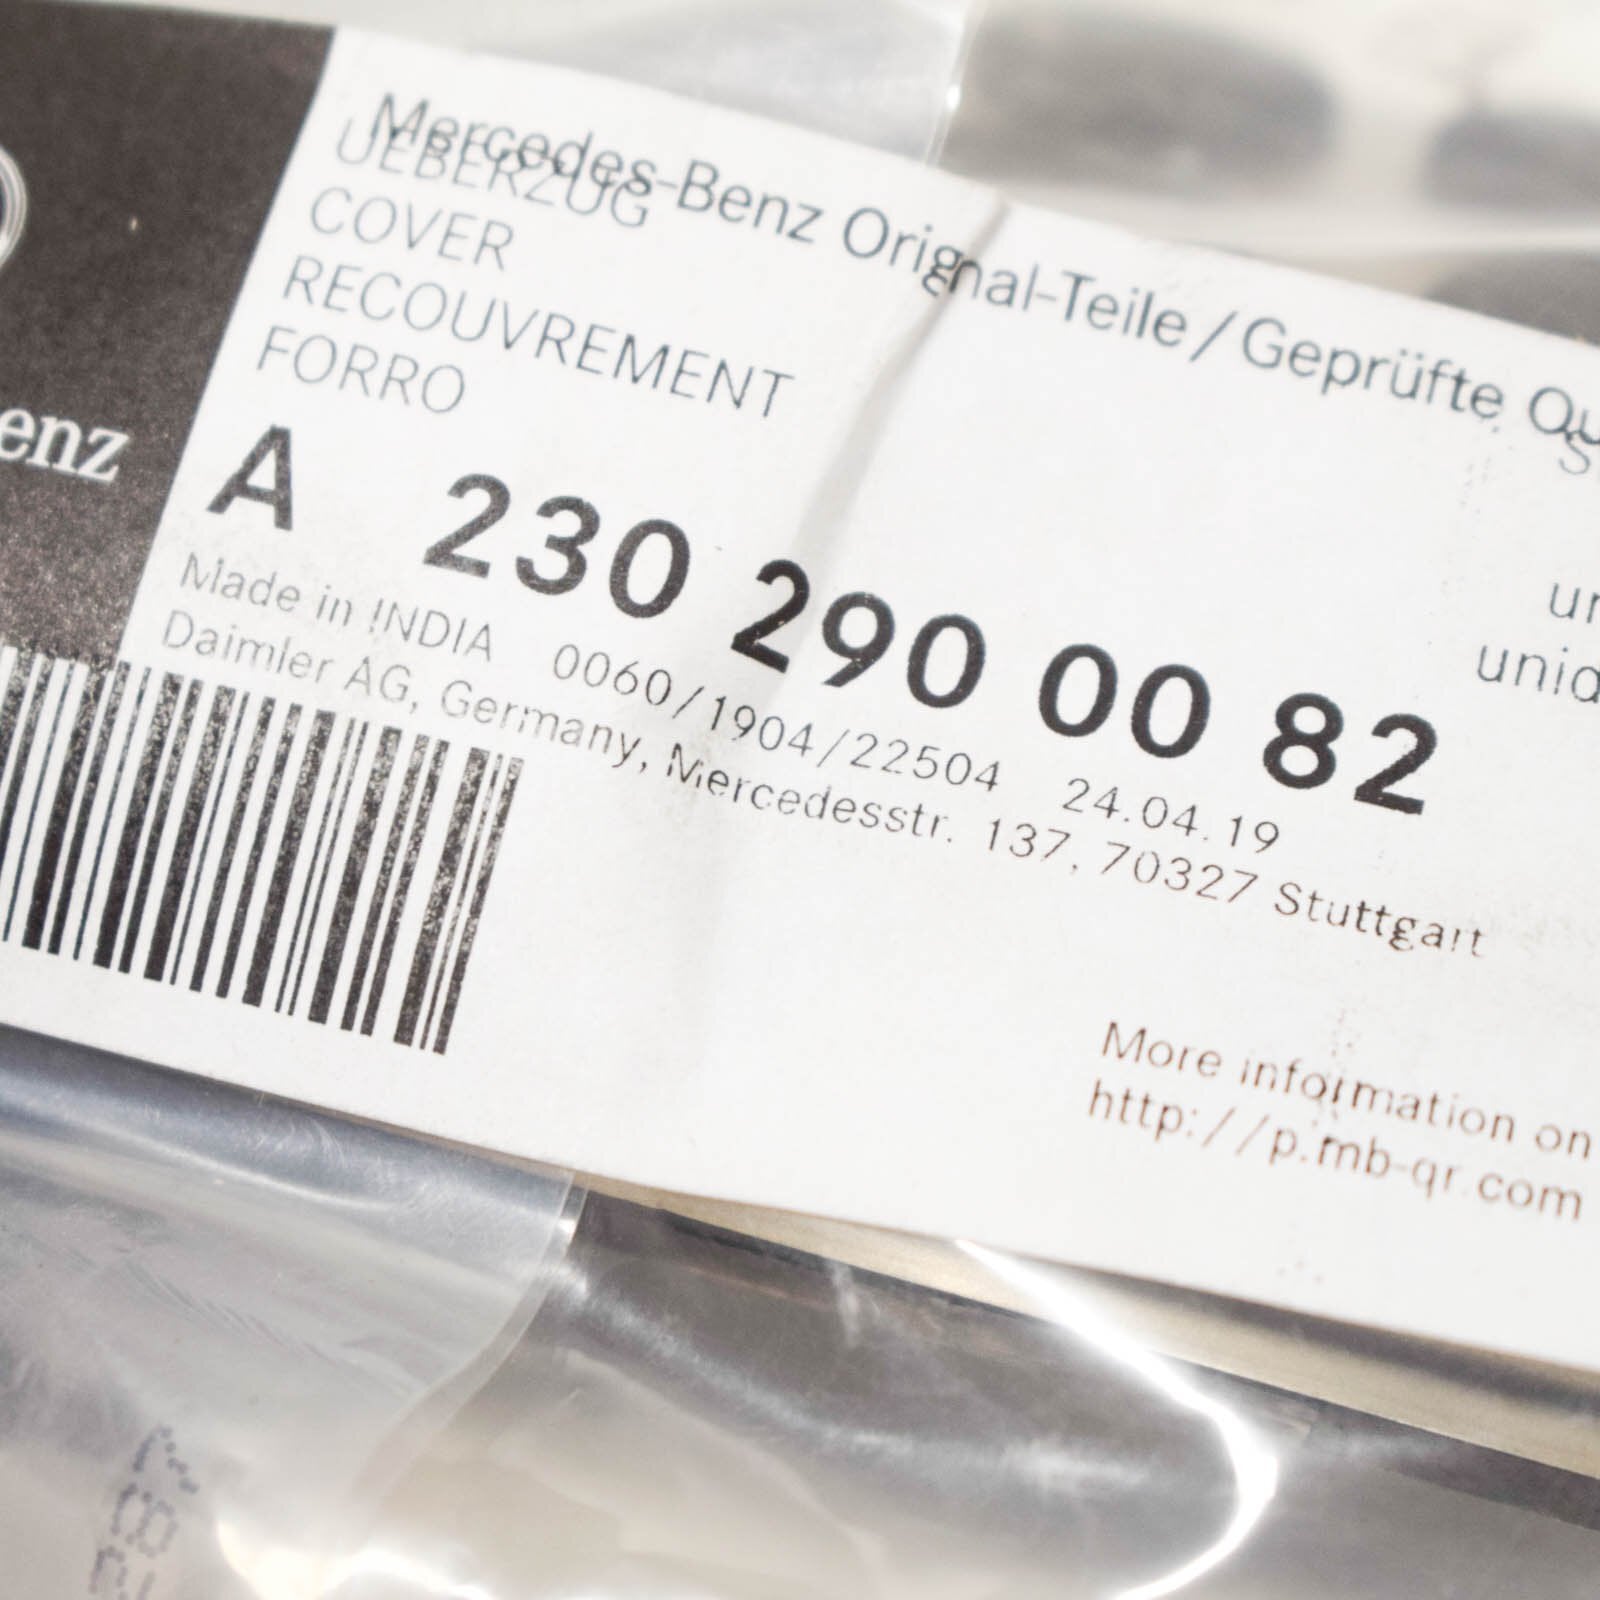 Mercedes-Benz Original-Teile/Geprüfte
UEBERZUG
COVER
RECOUVREMENT
FORRO
enz
A 230 290 00 82
Made in INDIA 0060/1904/22504 24.04.19
Daimler AG, Germany, Mercedesstr. 137, 70327 Stuttgart
More information on
http://p.mb-qr.com